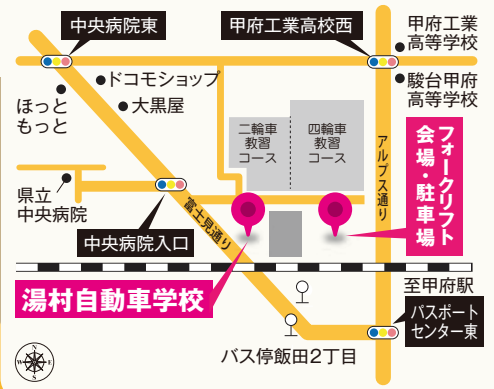 中央病院東
甲府工業高校西
甲府工業
高等学校
駿台甲府
高等学校
ドコモショップ
大黒屋
ほっと
もっと
二輪車
教習
コース
四輪車
教習
コース
アルプス通り
フォークリフト
会場・駐車場
県立
中央病院
中央病院入口
富士見通り
湯村自動車学校
至甲府駅
パスポート
センター東
バス停飯田2丁目
N
W
E
S